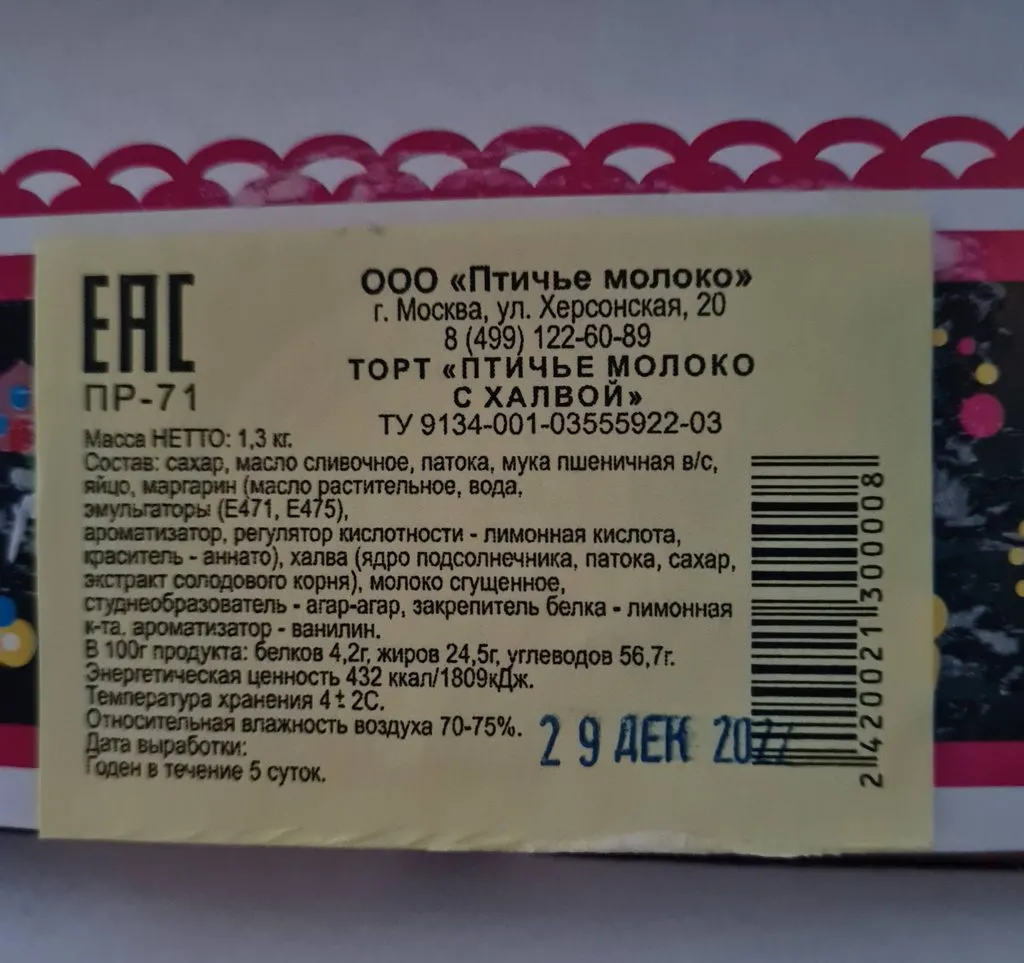 ЕАС
ПР-71
ООО «Птичье молоко»
г. Москва, ул. Херсонская, 20
8 (499) 122-60-89
ТОРТ «ПТИЧЬЕ МОЛОКО
С ХАЛВОЙ»
ТУ 9134-001-03555922-03
Масса НЕТТО: 1,3 кг.
Состав: сахар, масло сливочное, патока, мука пшеничная в/с,
яйцо, маргарин (масло растительное, вода,
эмульгаторы (Е471, Е475),
ароматизатор, регулятор кислотности - лимонная кислота,
краситель - аннато), халва (ядро подсолнечника, патока, сахар,
экстракт солодового корня), молоко сгущенное,
студнеобразователь - агар-агар, закрепитель белка - лимонная
к-та, ароматизатор - ванилин.
В 100г продукта: белков 4,2г, жиров 24,5г, углеводов 56,7г.
Энергетическая ценность 432 ккал/1809кДж.
Температура хранения 4± 2С.
Относительная влажность воздуха 70-75%.
Дата выработки:
29 ДЕК
Годен в течение 5 суток.
2420021300008